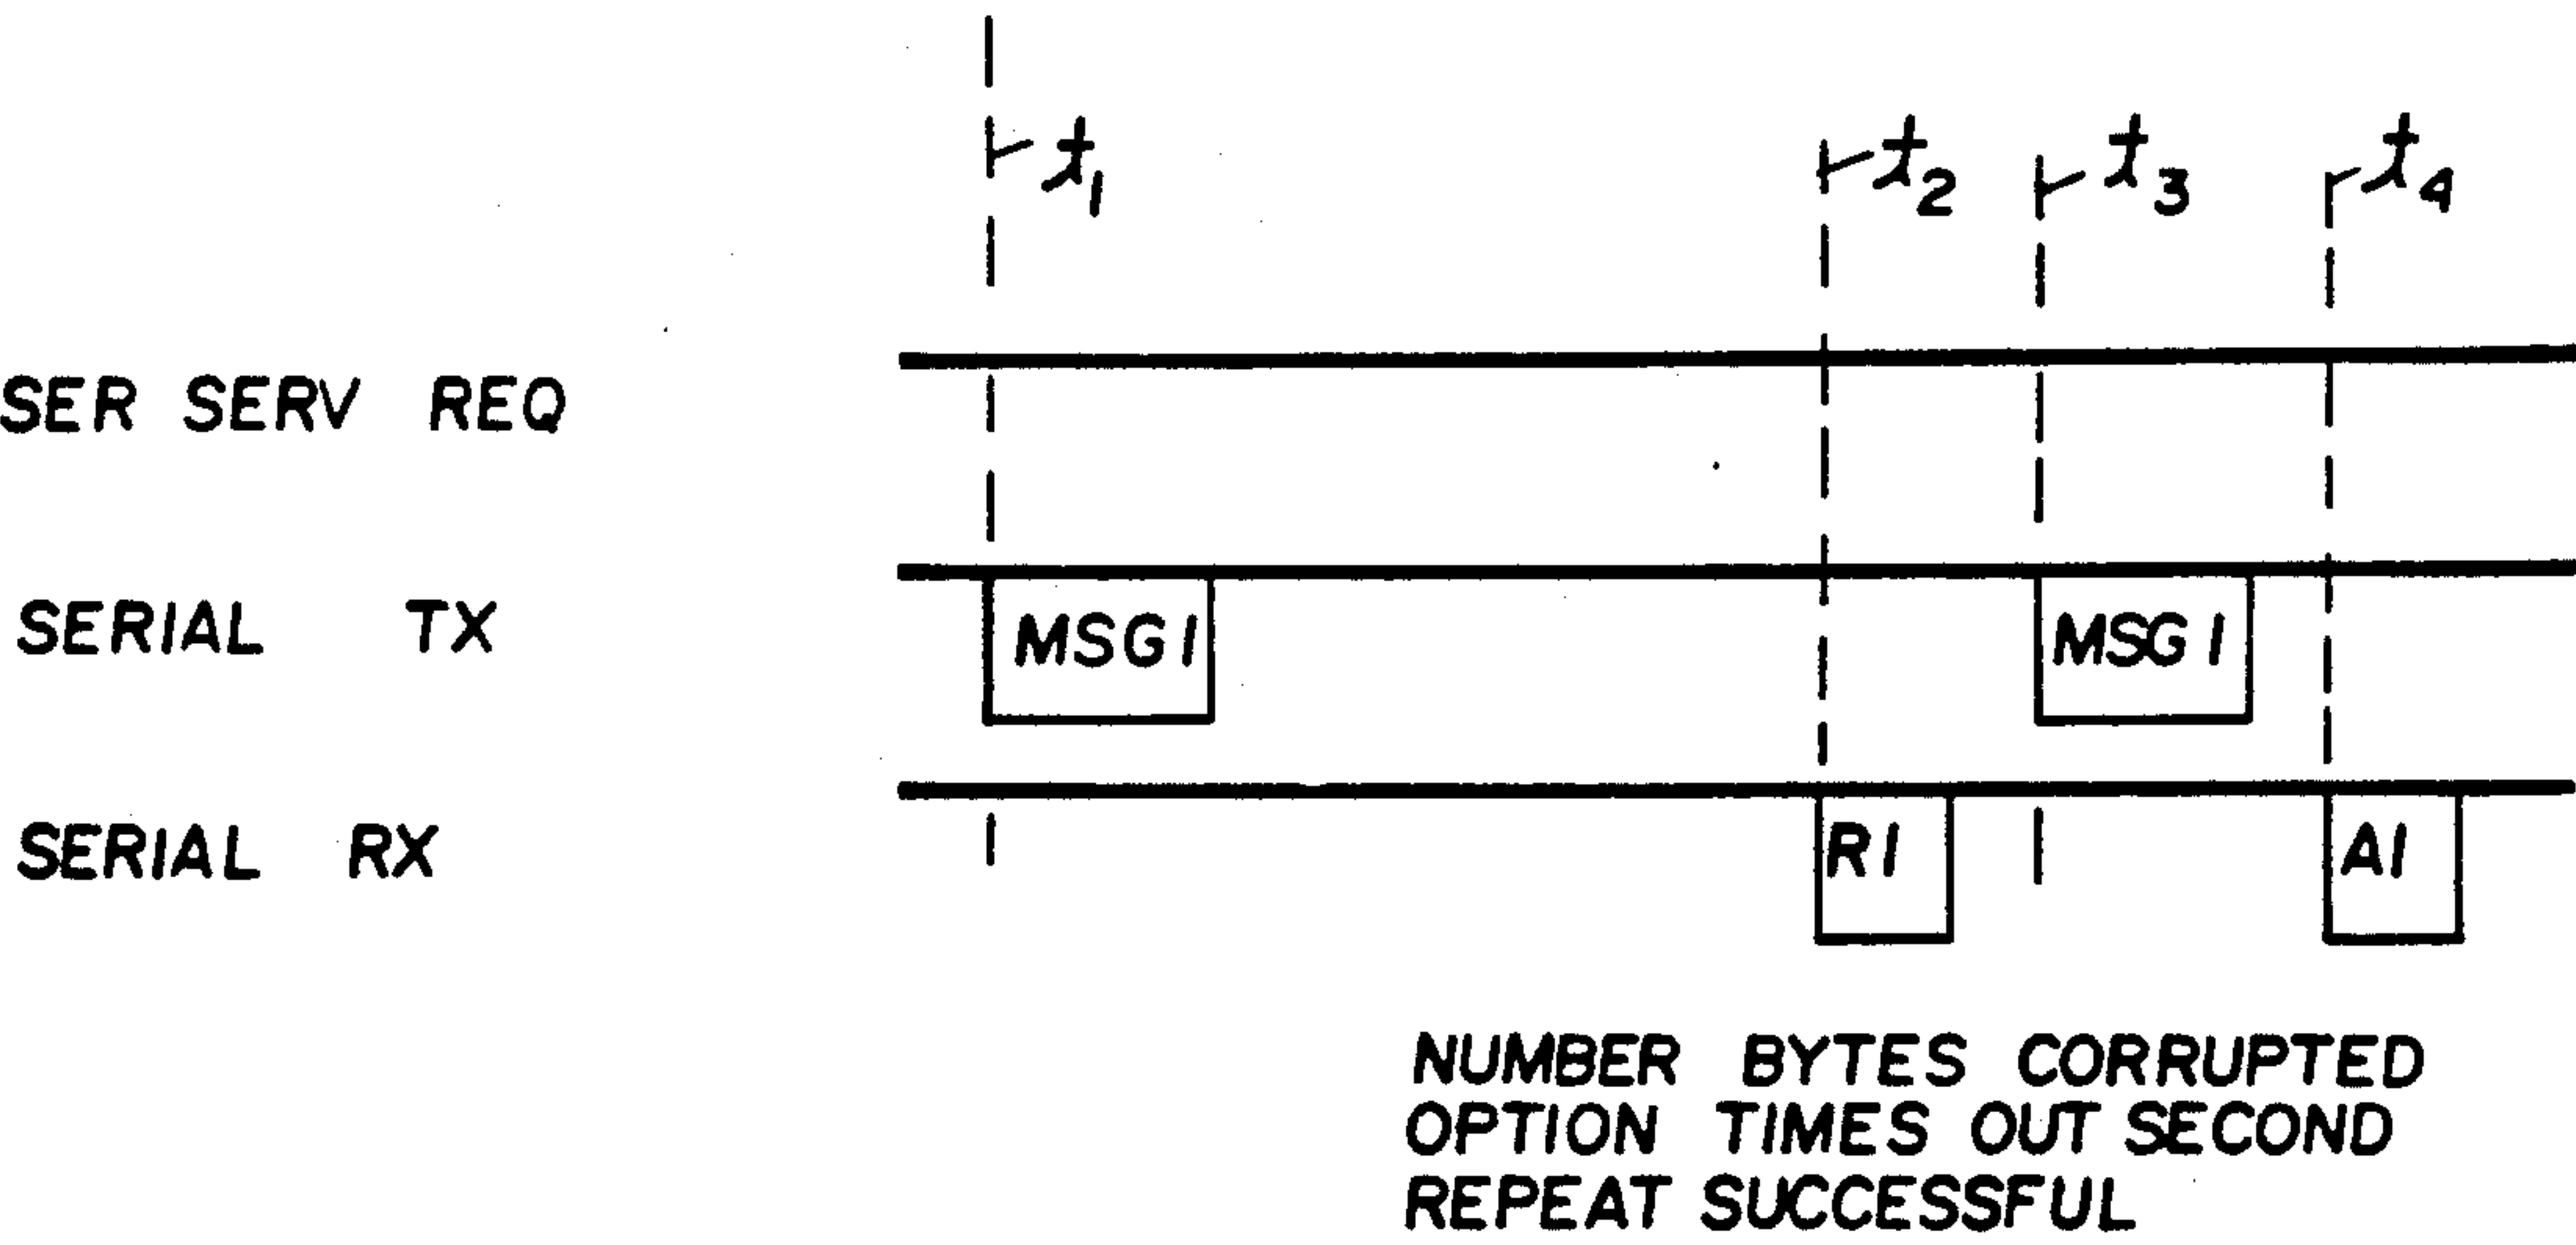 t1 t2 t3 t4
SER SERV REQ
SERIAL TX
MSG1 MSG1
SERIAL RX
R1 A1
NUMBER BYTES CORRUPTED
OPTION TIMES OUT SECOND
REPEAT SUCCESSFUL